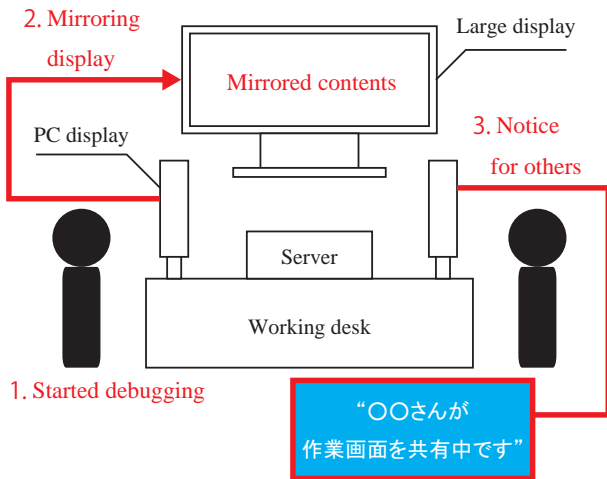 2. Mirroring
display
Large display
Mirrored contents
3. Notice
for others
PC display
Server
Working desk
1. Started debugging
“〇〇さんが
作業画面を共有中です”